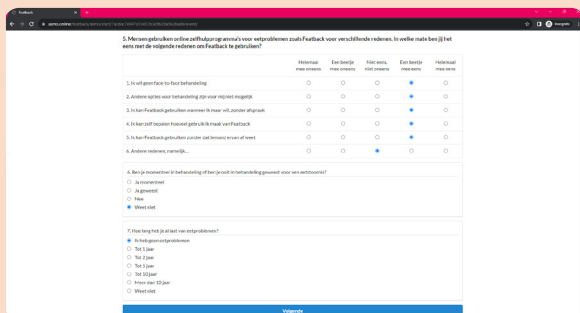 Featback
Incognito
5. Mensen gebruiken online zelfhulpprogramma's voor eetproblemen zoals Featback voor verschillende redenen. In welke mate ben jij het
eens met de volgende redenen om Featback te gebruiken?
Helemaal mee oneens
Een beetje mee oneens
Niet eens, niet oneens
Een beetje mee eens
Helemaal mee eens
1. Ik wil geen face-to-face behandeling
2. Andere opties voor behandeling zijn voor mij niet mogelijk
3. Ik kan Featback gebruiken wanneer ik maar wil, zonder afspraak
4. Ik kan zelf bepalen hoeveel gebruik ik maak van Featback
5. Ik kan Featback gebruiken zonder dat iemand ervan af weet
6. Andere redenen, namelijk...
6. Ben je momenteel in behandeling of ben je ooit in behandeling geweest voor een eetstoornis?
Ja momenteel
Ja geweest
Nee
Weet niet
7. Hoe lang heb je al last van eetproblemen?
Ik heb geen eetproblemen
Tot 1 jaar
Tot 2 jaar
Tot 5 jaar
Tot 10 jaar
Meer dan 10 jaar
Weet niet
Volgende